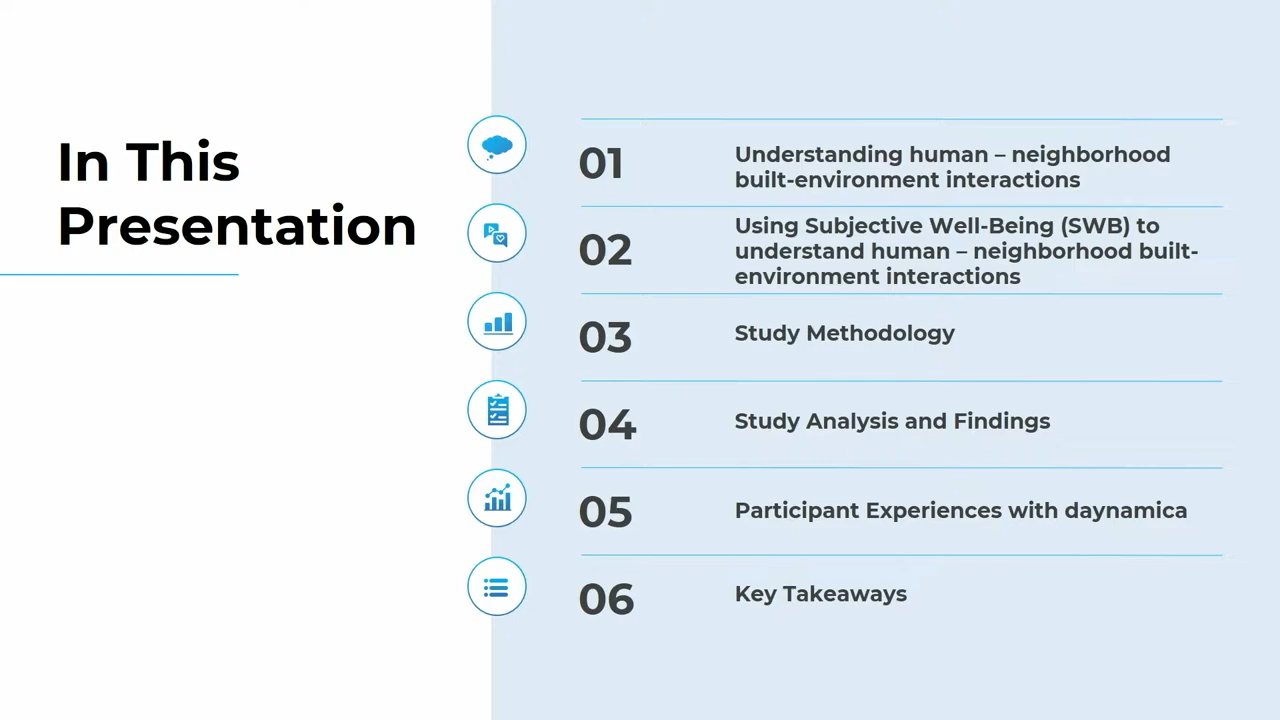 In This
Presentation
01
Understanding human – neighborhood
built-environment interactions
02
Using Subjective Well-Being (SWB) to
understand human – neighborhood built-
environment interactions
03
Study Methodology
04
Study Analysis and Findings
05
Participant Experiences with daynamica
06
Key Takeaways